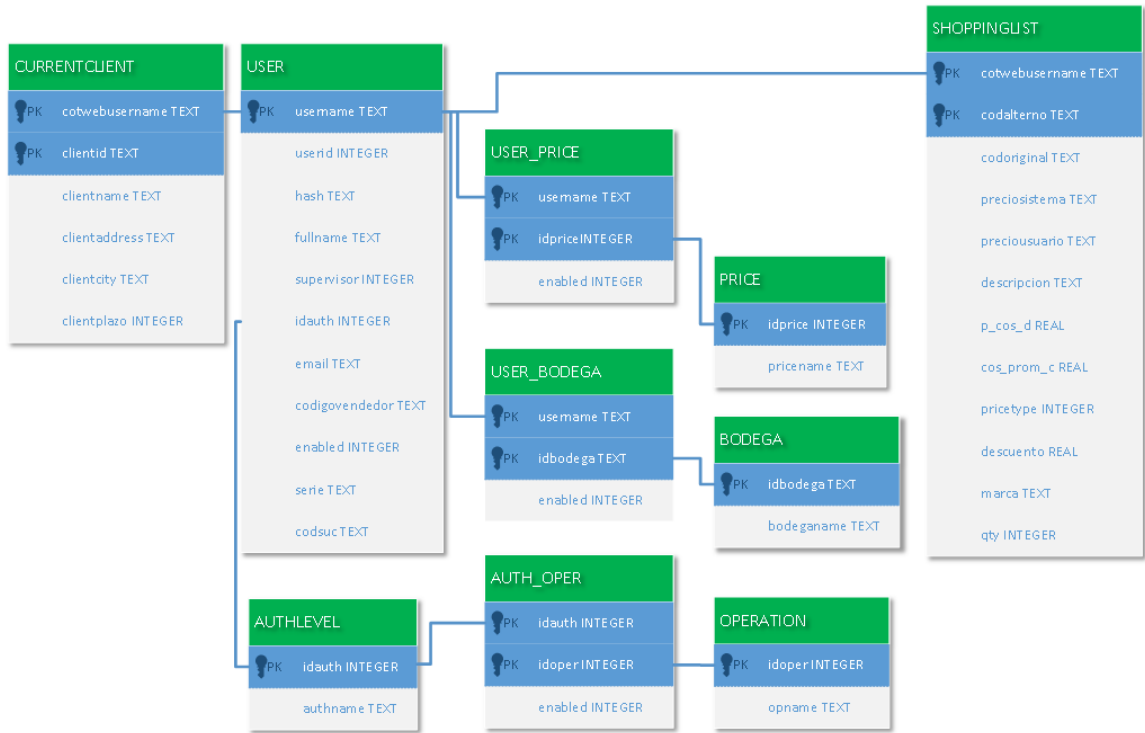 CURRENTCLIENT
PK cotwebusername TEXT
PK clientid TEXT
clientname TEXT
clientaddress TEXT
clientcity TEXT
clientplazo INTEGER
USER
PK username TEXT
userid INTEGER
hash TEXT
fullname TEXT
supervisor INTEGER
idauth INTEGER
email TEXT
codigovendedor TEXT
enabled INTEGER
serie TEXT
codsuc TEXT
USER_PRICE
PK username TEXT
PK idpriceINTEGER
enabled INTEGER
PRICE
PK idprice INTEGER
pricename TEXT
USER_BODEGA
PK username TEXT
PK idbodega TEXT
enabled INTEGER
BODEGA
PK idbodega TEXT
bodeganame TEXT
SHOPPINGLIST
PK cotwebusername TEXT
PK codalterno TEXT
codoriginal TEXT
preciosistema TEXT
preciousuario TEXT
descripcion TEXT
p_cos_d REAL
cos_prom_c REAL
pricetype INTEGER
descuento REAL
marca TEXT
qty INTEGER
AUTHLEVEL
PK idauth INTEGER
authname TEXT
AUTH_OPER
PK idauth INTEGER
PK idoper INTEGER
enabled INTEGER
OPERATION
PK idoper INTEGER
opname TEXT